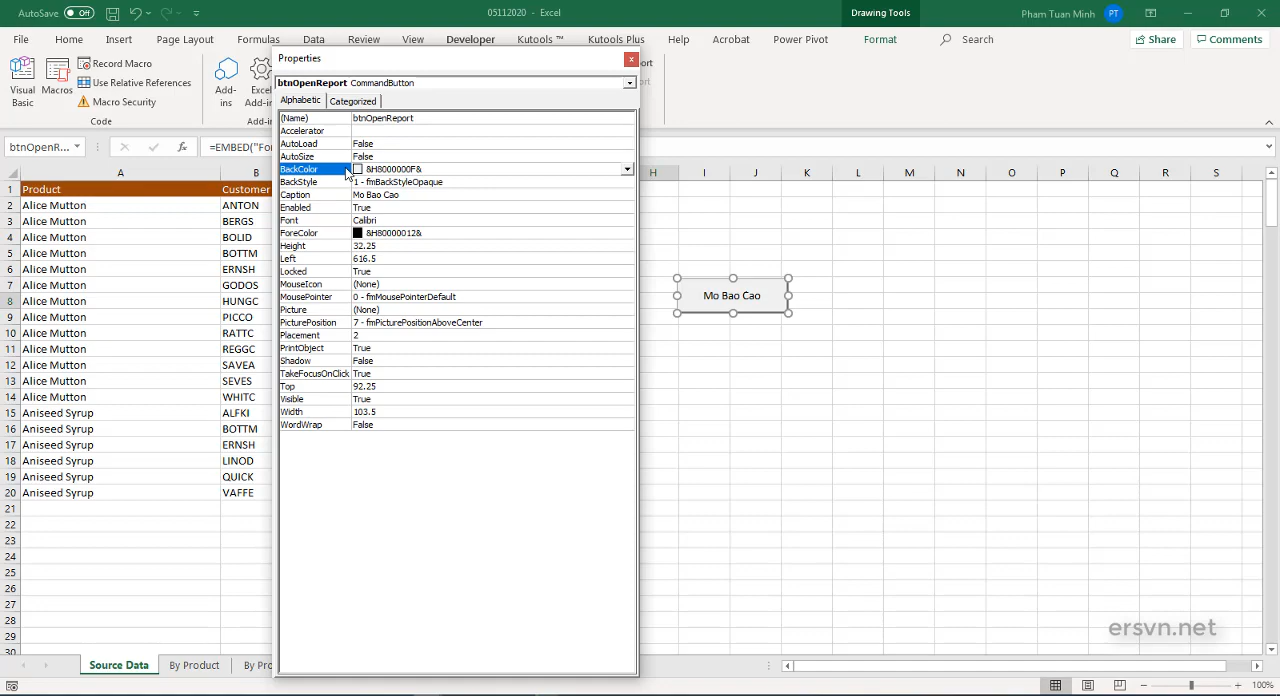 AutoSave Off
05112020 - Excel
Drawing Tools
Pham Tuan Minh PT
File Home Insert Page Layout Formulas Data Review View Developer Kutools ™ Kutools Plus Help Acrobat Power Pivot Format Search
Share Comments
Visual Basic
Macros
Record Macro
Use Relative References
Macro Security
Code
Add-ins
Excel
Add-in
Add-in
Properties
btnOpenReport CommandButton
Alphabetic Categorized
(Name) btnOpenReport
Accelerator
AutoLoad False
AutoSize False
BackColor &H8000000F&
BackStyle 1 - fmBackStyleOpaque
Caption Mo Bao Cao
Enabled True
Font Calibri
ForeColor &H80000012&
Height 32.25
Left 616.5
Locked True
MouseIcon (None)
MousePointer 0 - fmMousePointerDefault
Picture (None)
PicturePosition 7 - fmPicturePositionAboveCenter
Placement 2
PrintObject True
Shadow False
TakeFocusOnClick True
Top 92.25
Visible True
Width 103.5
WordWrap False
btnOpenR...
fx =EMBED("Fo
A B H I J K L M N O P Q R S
1 Product Customer
2 Alice Mutton ANTON
3 Alice Mutton BERGS
4 Alice Mutton BOLID
5 Alice Mutton BOTTM
6 Alice Mutton ERNSH
7 Alice Mutton GODOS
8 Alice Mutton HUNGC
9 Alice Mutton PICCO
10 Alice Mutton RATTC
11 Alice Mutton REGGC
12 Alice Mutton SAVEA
13 Alice Mutton SEVES
14 Alice Mutton WHITC
15 Aniseed Syrup ALFKI
16 Aniseed Syrup BOTTM
17 Aniseed Syrup ERNSH
18 Aniseed Syrup LINOD
19 Aniseed Syrup QUICK
20 Aniseed Syrup VAFFE
21
22
23
24
25
26
27
28
29
30
Mo Bao Cao
ersvn.net
Source Data By Product By Pro
100%